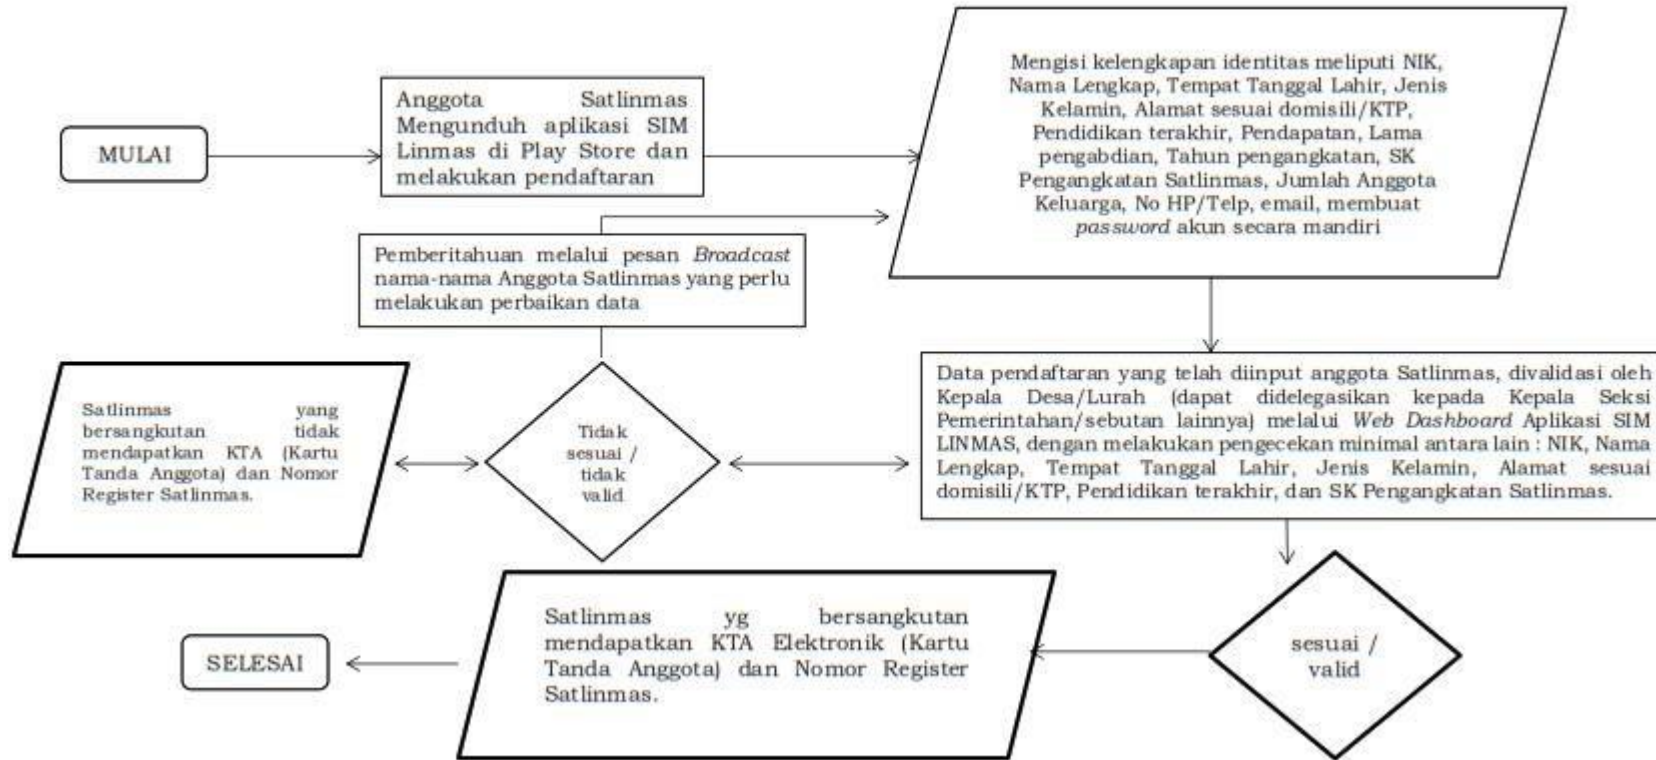 MULAI
Anggota Satlinmas
Mengunduh aplikasi SIM
Linmas di Play Store dan
melakukan pendaftaran
Mengisi kelengkapan identitas meliputi NIK,
Nama Lengkap, Tempat Tanggal Lahir, Jenis
Kelamin, Alamat sesuai domisili/KTP,
Pendidikan terakhir, Pendapatan, Lama
pengabdian, Tahun pengangkatan, SK
Pengangkatan Satlinmas, Jumlah Anggota
Keluarga, No HP/Telp, email, membuat
password akun secara mandiri
Pemberitahuan melalui pesan Broadcast
nama-nama Anggota Satlinmas yang perlu
melakukan perbaikan data
Data pendaftaran yang telah diinput anggota Satlinmas, divalidasi oleh
Kepala Desa/Lurah (dapat didelegasikan kepada Kepala Seksi
Pemerintahan/sebutan lainnya) melalui Web Dashboard Aplikasi SIM
LINMAS, dengan melakukan pengecekan minimal antara lain : NIK, Nama
Lengkap, Tempat Tanggal Lahir, Jenis Kelamin, Alamat sesuai
domisili/KTP, Pendidikan terakhir, dan SK Pengangkatan Satlinmas.
Tidak
sesuai /
tidak
valid
Satlinmas yang
bersangkutan tidak
mendapatkan KTA (Kartu
Tanda Anggota) dan Nomor
Register Satlinmas.
sesuai /
valid
Satlinmas yg bersangkutan
mendapatkan KTA Elektronik (Kartu
Tanda Anggota) dan Nomor Register
Satlinmas.
SELESAI